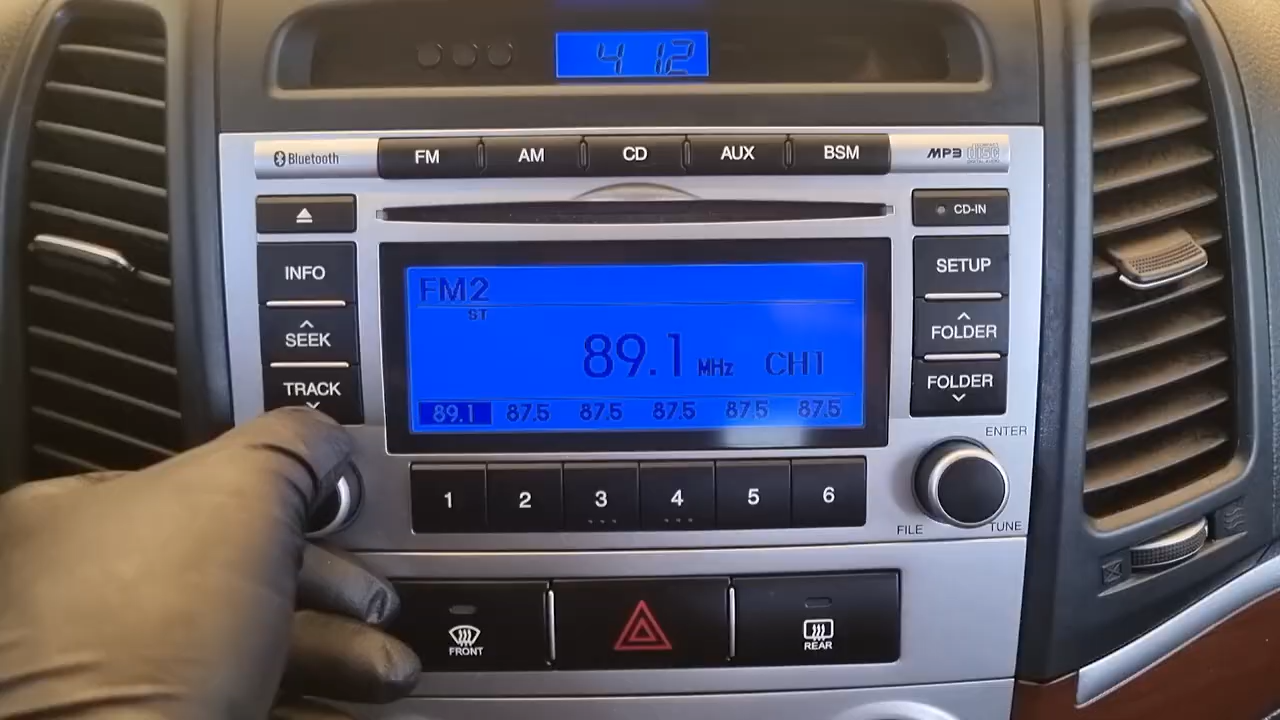 4 12
Bluetooth
FM AM CD AUX BSM
MP3 disc
CD-IN
INFO
SETUP
SEEK
FOLDER
TRACK
FOLDER
FM2
ST
89.1 MHz CH1
89.1 87.5 87.5 87.5 87.5 87.5
ENTER
1 2 3 4 5 6
FILE TUNE
FRONT
REAR